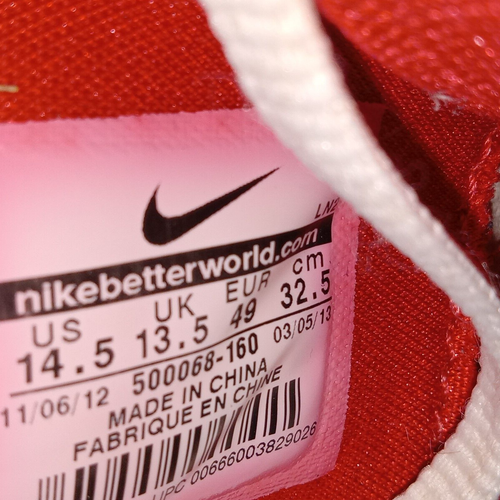 LN2
nikebetterworld.com
US UK EUR cm
14.5 13.5 49 32.5
11/06/12 500068-160 03/05/13
MADE IN CHINA
FABRIQUE EN CHINE
UPC 00666003829026